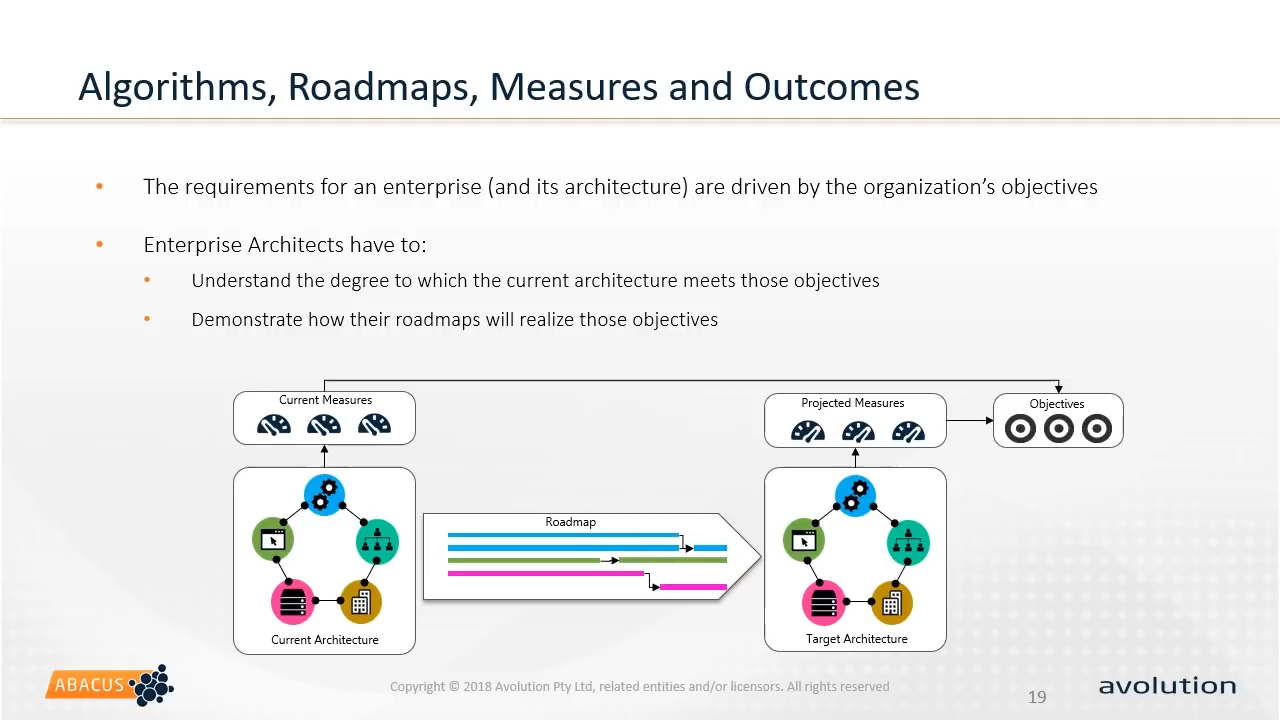 Algorithms, Roadmaps, Measures and Outcomes
• The requirements for an enterprise (and its architecture) are driven by the organization’s objectives
• Enterprise Architects have to:
• Understand the degree to which the current architecture meets those objectives
• Demonstrate how their roadmaps will realize those objectives
Current Measures
Projected Measures
Objectives
Roadmap
Current Architecture
Target Architecture
ABACUS
Copyright © 2018 Avolution Pty Ltd, related entities and/or licensors. All rights reserved
19
avolution